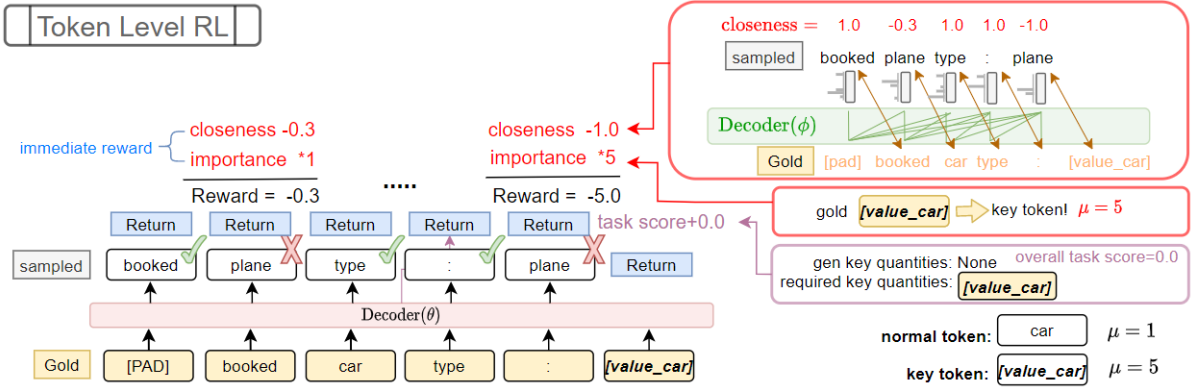 Token Level RL
closeness = 1.0 -0.3 1.0 1.0 -1.0
sampled booked plane type : plane
Decoder(ϕ)
Gold [pad] booked car type : [value_car]
immediate reward
closeness -0.3
importance *1
Reward = -0.3
.....
closeness -1.0
importance *5
Reward = -5.0
gold [value_car] key token! μ = 5
Return Return Return Return Return task score+0.0
sampled booked plane type : plane Return
Decoder(θ)
Gold [PAD] booked car type : [value_car]
gen key quantities: None overall task score=0.0
required key quantities: [value_car]
normal token: car μ = 1
key token: [value_car] μ = 5